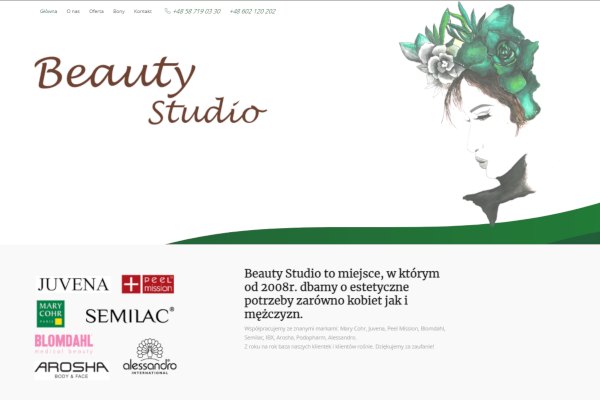 Główna O nas Oferta Bony Kontakt +48 58 719 03 30 +48 602 120 202
Beauty
Studio
JUVENA
peel
mission
MARY
COHR
PARIS
SEMILAC®
BLOMDAHL
medical beauty
AROSHA
BODY & FACE
alessandro
INTERNATIONAL
Beauty Studio to miejsce, w którym
od 2008r. dbamy o estetyczne
potrzeby zarówno kobiet jak i
mężczyzn.
Współpracujemy ze znanymi markami: Mary Cohr, Juvena, Peel Mission, Blomdahl,
Semilac, IBX, Arosha, Podopharm, Alessandro.
Z roku na rok baza naszych klientek i klientów rośnie. Dziękujemy za zaufanie!